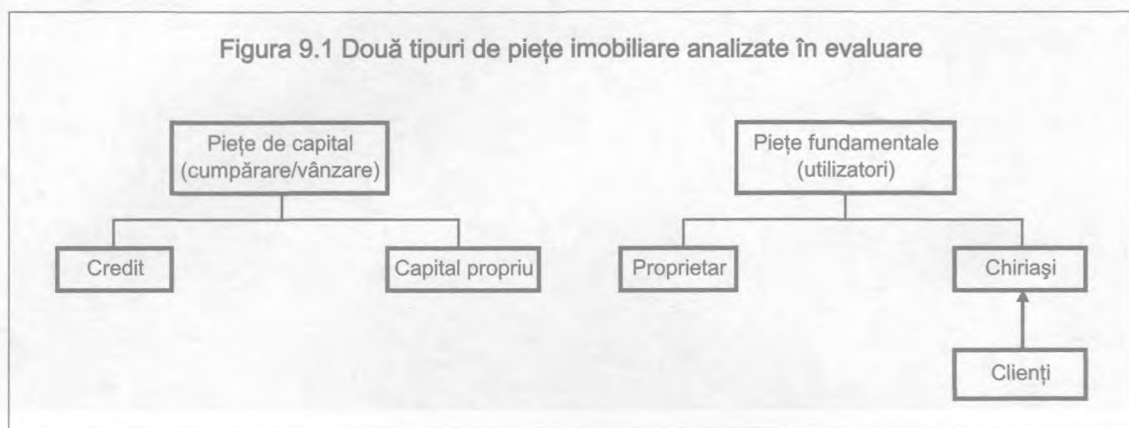 Figura 9.1 Două tipuri de piețe imobiliare analizate în evaluare
Piețe de capital
(cumpărare/vânzare)
Credit
Capital propriu
Piețe fundamentale
(utilizatori)
Proprietar
Chiriași
Clienți